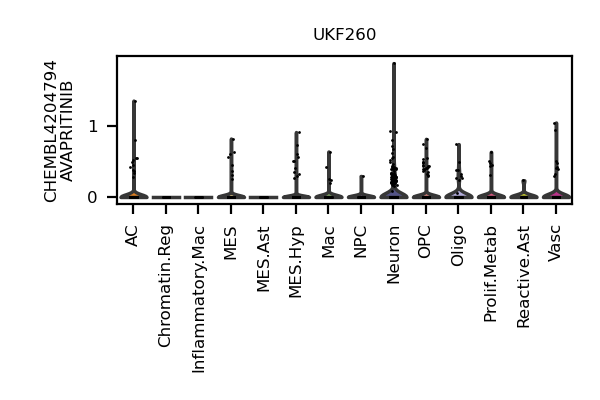 UKF260
CHEMBL4204794
AVAPRITINIB
1
0
AC
Chromatin.Reg
Inflammatory.Mac
MES
MES.Ast
MES.Hyp
Mac
NPC
Neuron
OPC
Oligo
Prolif.Metab
Reactive.Ast
Vasc